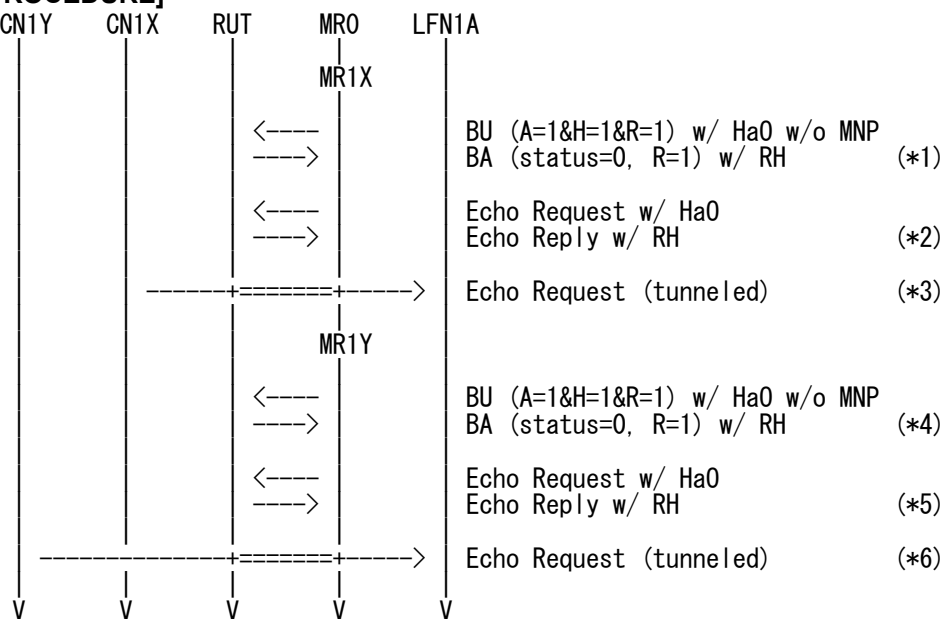 ROCEDURE]
CN1Y CN1X RUT MR0 LFN1A
MR1X
<---- BU (A=1&H=1&R=1) w/ HaO w/o MNP
----> BA (status=0, R=1) w/ RH (*1)
<---- Echo Request w/ HaO
----> Echo Reply w/ RH (*2)
------+=======+-----> Echo Request (tunneled) (*3)
MR1Y
<---- BU (A=1&H=1&R=1) w/ HaO w/o MNP
----> BA (status=0, R=1) w/ RH (*4)
<---- Echo Request w/ HaO
----> Echo Reply w/ RH (*5)
--------------+=======+-----> Echo Request (tunneled) (*6)
V V V V V